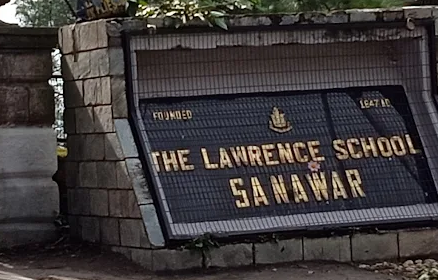 FOUNDED 1847 AD
THE LAWRENCE SCHOOL
SANAWAR